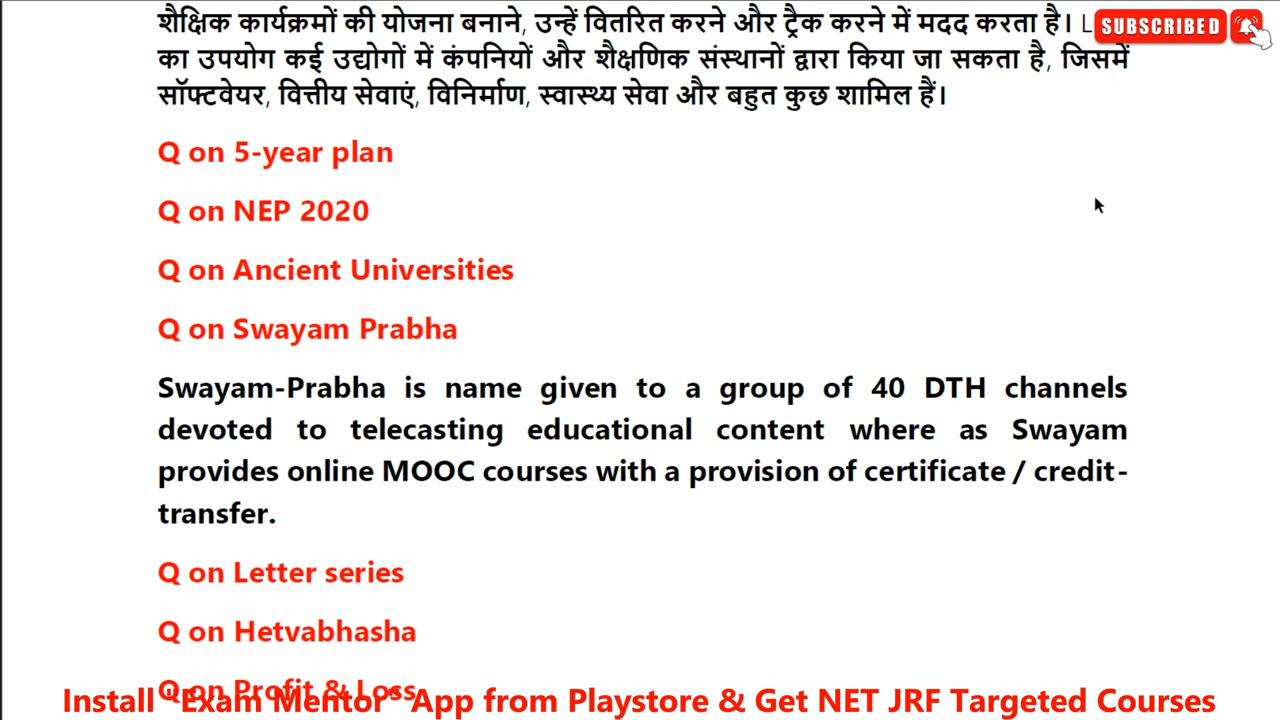 शैक्षिक कार्यक्रमों की योजना बनाने, उन्हें वितरित करने और ट्रैक करने में मदद करता है। L
SUBSCRIBED
का उपयोग कई उद्योगों में कंपनियों और शैक्षणिक संस्थानों द्वारा किया जा सकता है, जिसमें
सॉफ्टवेयर, वित्तीय सेवाएं, विनिर्माण, स्वास्थ्य सेवा और बहुत कुछ शामिल हैं।
Q on 5-year plan
Q on NEP 2020
Q on Ancient Universities
Q on Swayam Prabha
Swayam-Prabha is name given to a group of 40 DTH channels
devoted to telecasting educational content where as Swayam
provides online MOOC courses with a provision of certificate / credit-
transfer.
Q on Letter series
Q on Hetvabhasha
Q on Profit & Loss
Install "Exam Mentor" App from Playstore & Get NET JRF Targeted Courses